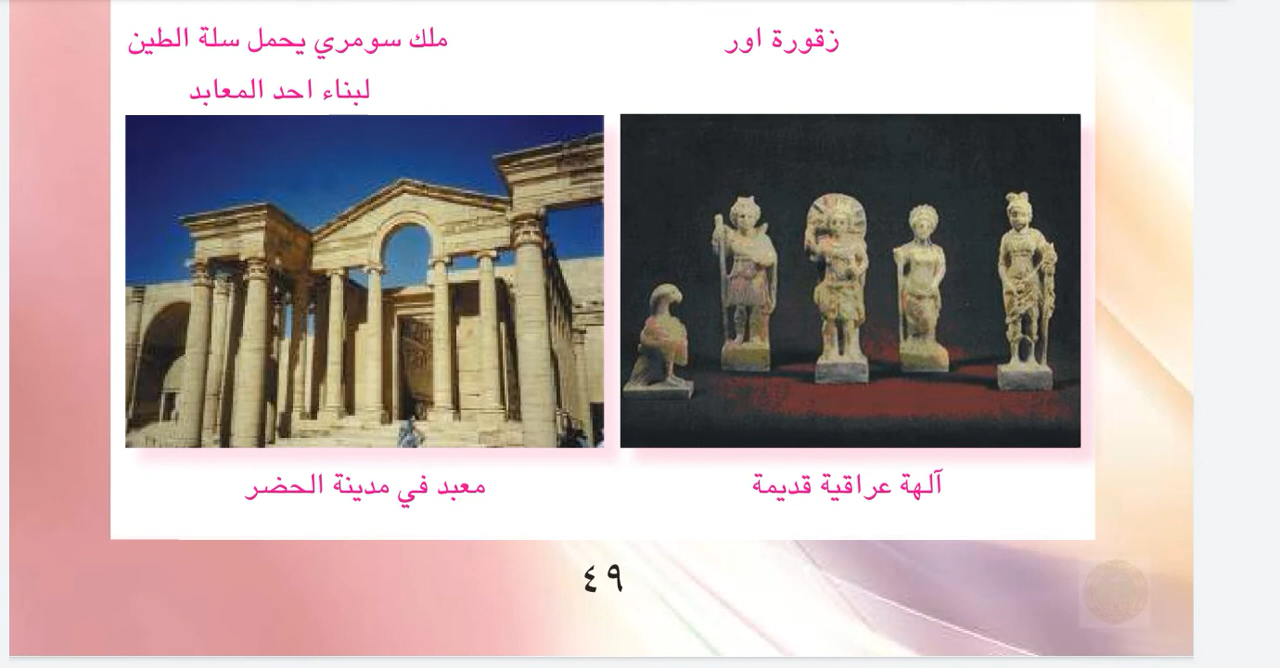 زقورة اور
ملك سومري يحمل سلة الطين
لبناء احد المعابد
آلهة عراقية قديمة
معبد في مدينة الحضر
٤٩